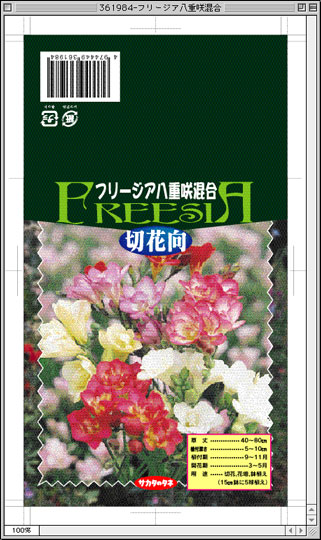 361984-フリージア八重咲混合
4 974449 361984
フリージア八重咲混合
FREESIA
切花向
サカタのタネ
草　丈 ………… 40～80cm
植付深さ ………… 5～10cm
植付期 ………… 9～11月
開花期 ………… 3～5月
用　途 …… 切花、花壇、鉢植え
(15cm鉢に5球植え)
100%